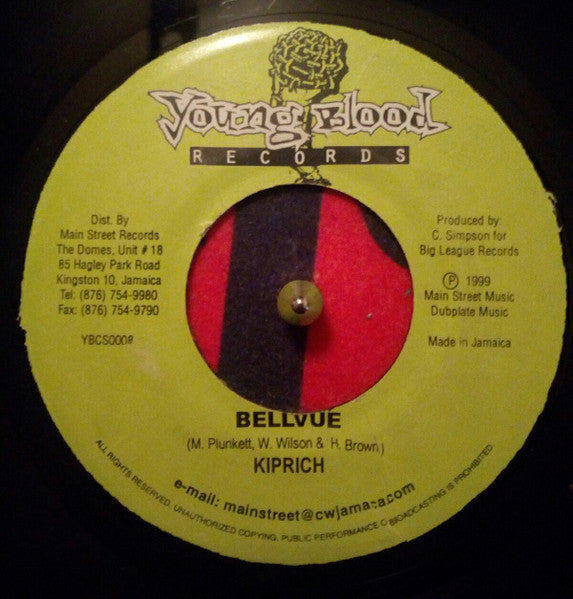 Young Blood
RECORDS
Dist. By
Main Street Records
The Domes, Unit # 18
85 Hagley Park Road
Kingston 10, Jamaica
Tel: (876) 754-9980
Fax: (876) 754-9790
YBCS0008
Produced by:
C. Simpson for
Big League Records
Ⓟ 1999
Main Street Music
Dubplate Music
Made in Jamaica
BELLVUE
(M. Plunkett, W. Wilson & H. Brown)
KIPRICH
e-mail: mainstreet@cwjamaica.com
ALL RIGHTS RESERVED. UNAUTHORIZED COPYING, PUBLIC PERFORMANCE & BROADCASTING IS PROHIBITED.